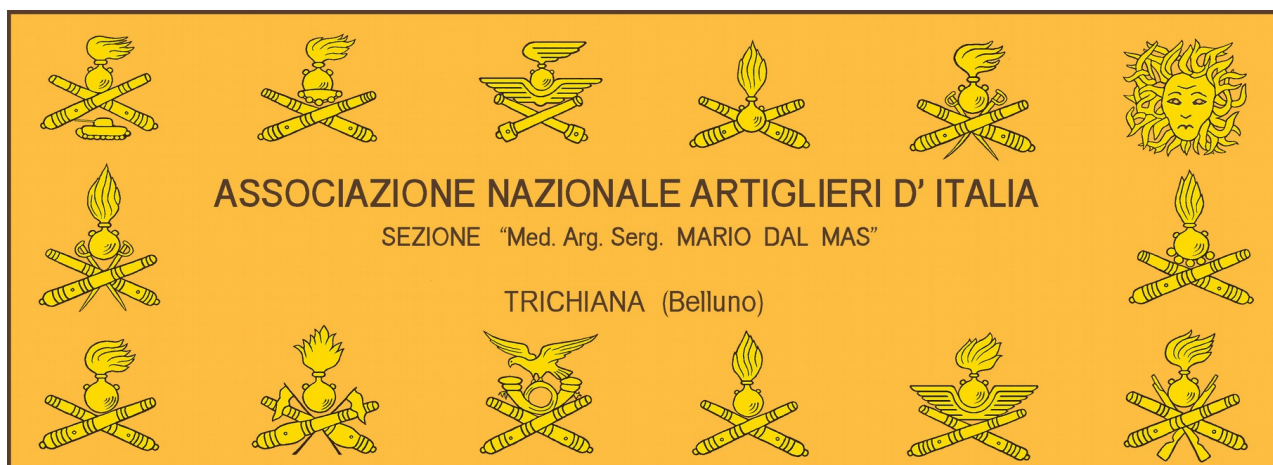 ASSOCIAZIONE NAZIONALE ARTIGLIERI D' ITALIA
SEZIONE “Med. Arg. Serg. MARIO DAL MAS”
TRICHIANA (Belluno)